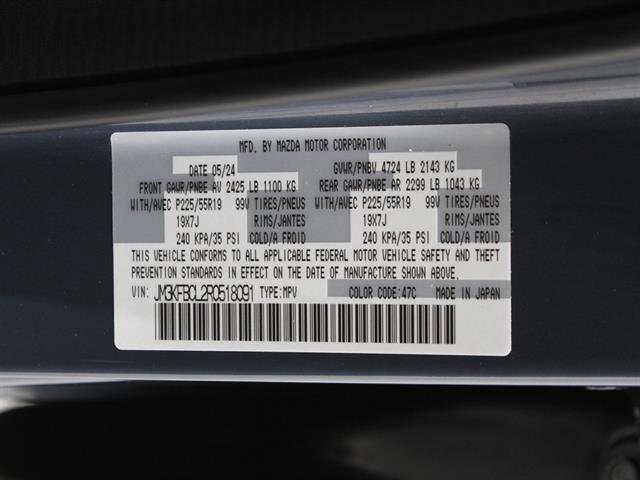 MFD. BY MAZDA MOTOR CORPORATION
DATE 05/24 GVWR/PNBV 4724 LB 2143 KG
FRONT GAWR/PNBE AV 2425 LB 1100 KG REAR GAWR/PNBE AR 2299 LB 1043 KG
WITH/AVEC P225/55R19 99V TIRES/PNEUS WITH/AVEC P225/55R19 99V TIRES/PNEUS
19X7J RIMS/JANTES 19X7J RIMS/JANTES
240 KPA/35 PSI COLD/A FROID 240 KPA/35 PSI COLD/A FROID
THIS VEHICLE CONFORMS TO ALL APPLICABLE FEDERAL MOTOR VEHICLE SAFETY AND THEFT
PREVENTION STANDARDS IN EFFECT ON THE DATE OF MANUFACTURE SHOWN ABOVE.
VIN: JM3KFBCL2R0518091 TYPE:MPV COLOR CODE:47C MADE IN JAPAN